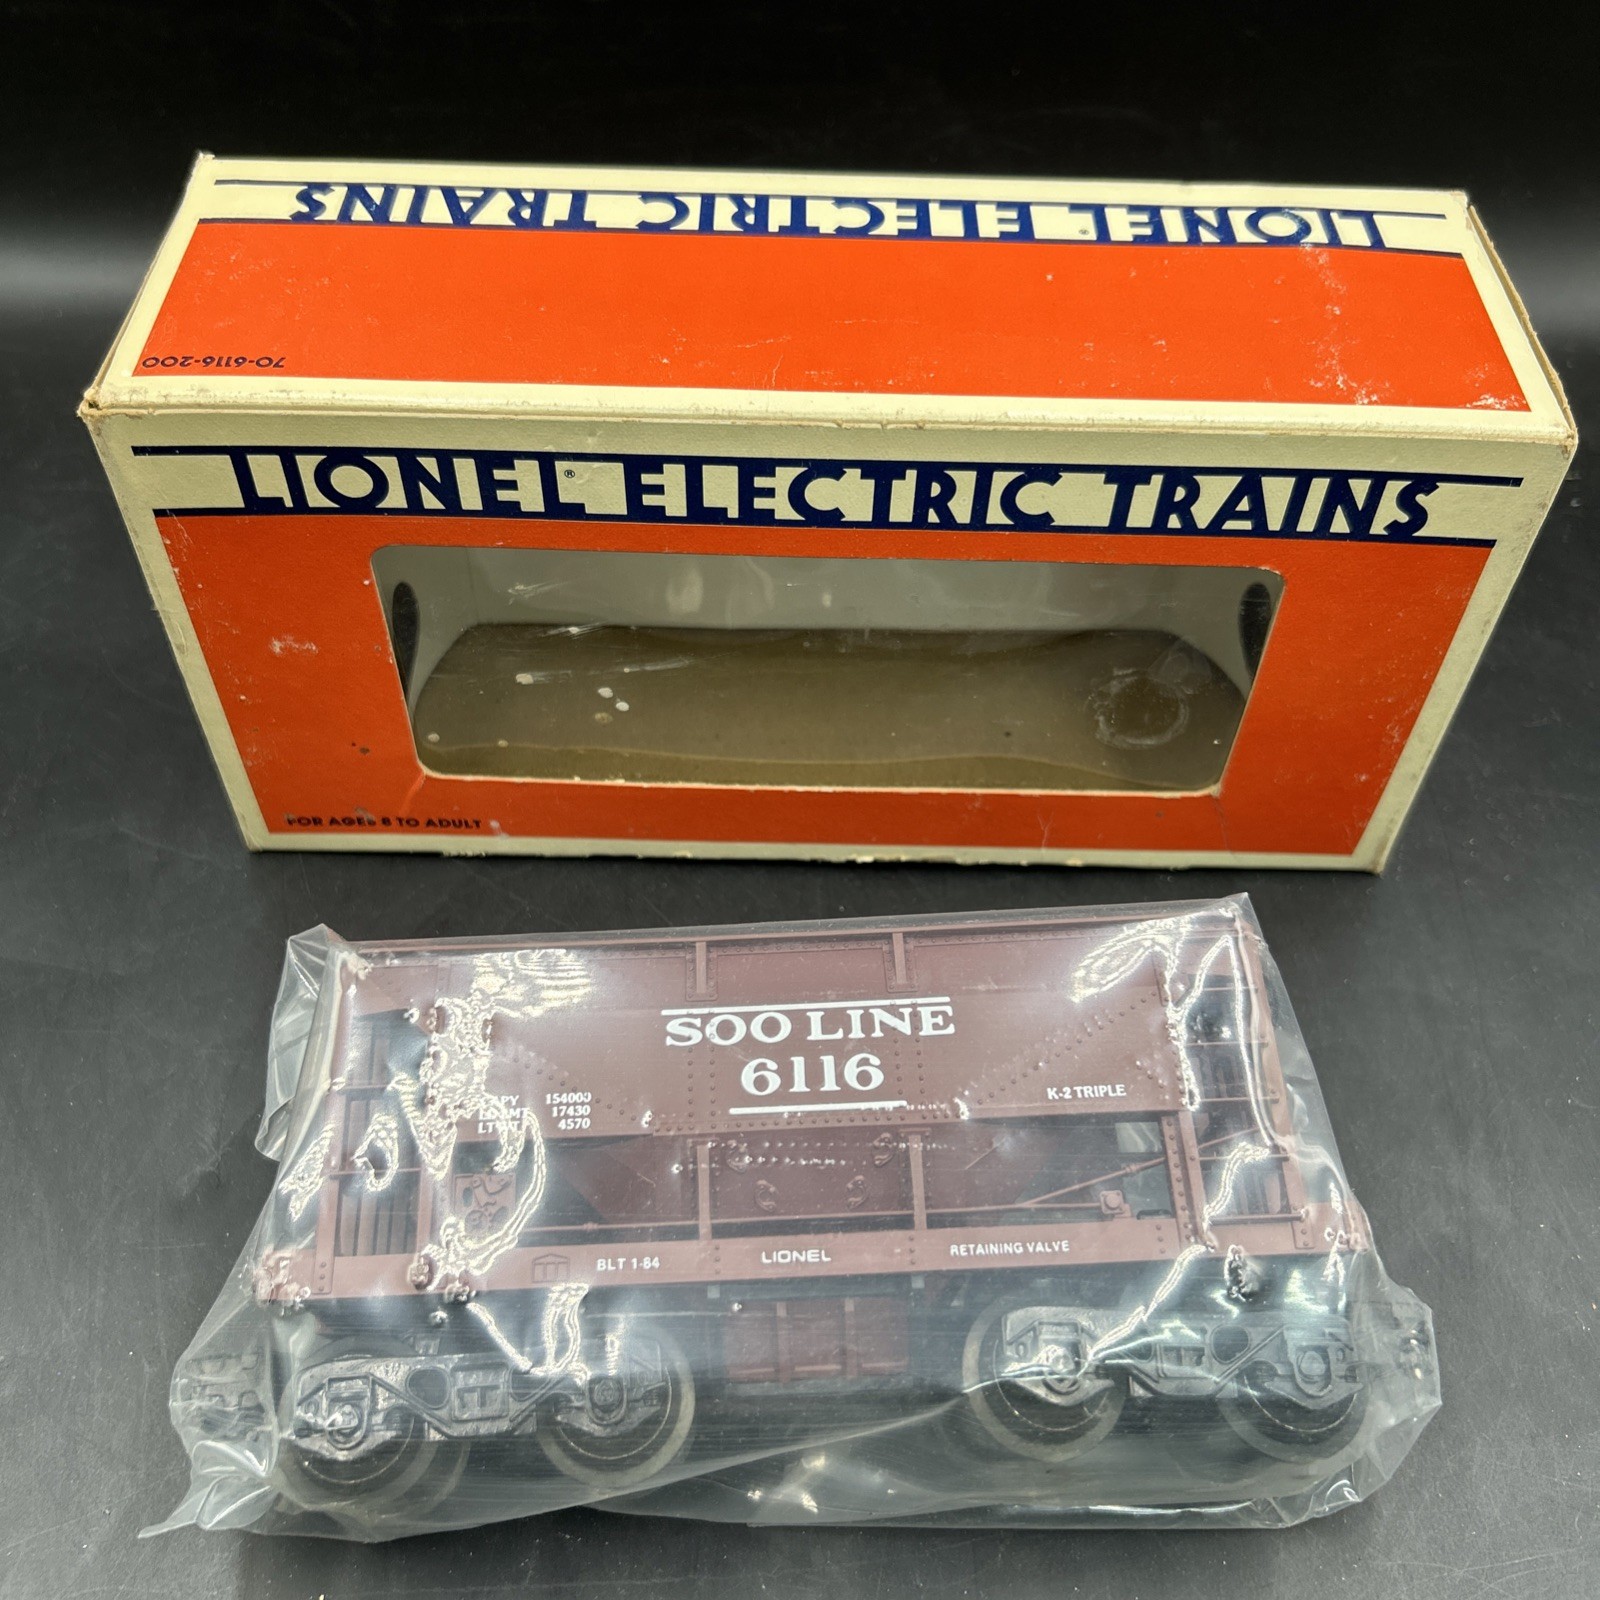 LIONEL ELECTRIC TRAINS
70-6116-200
LIONEL® ELECTRIC TRAINS
FOR AGES 8 TO ADULT
SOO LINE
6116
154000
17430
4570
K-2 TRIPLE
BLT 1-84
LIONEL
RETAINING VALVE